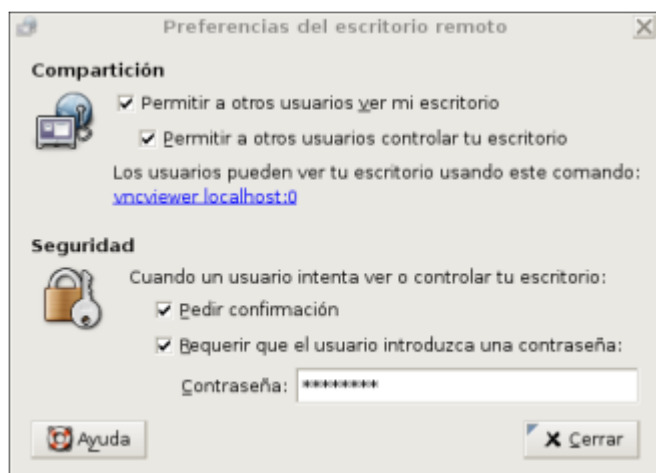 Preferencias del escritorio remoto
Compartición
Permitir a otros usuarios ver mi escritorio
Permitir a otros usuarios controlar tu escritorio
Los usuarios pueden ver tu escritorio usando este comando:
vncviewer localhost:0
Seguridad
Cuando un usuario intenta ver o controlar tu escritorio:
Pedir confirmación
Requerir que el usuario introduzca una contraseña:
Contraseña: ********
Ayuda
Cerrar